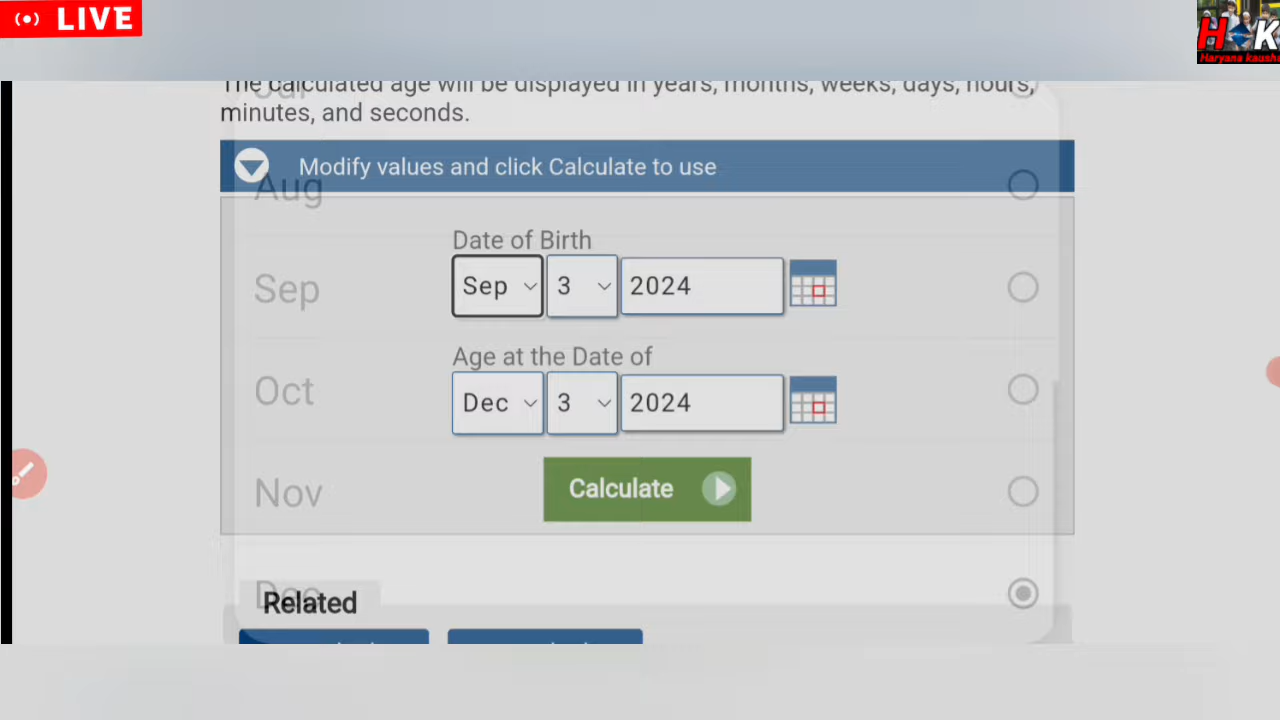 LIVE
H K
Haryana kaush
The calculated age will be displayed in years, months, weeks, days, hours,
minutes, and seconds.
Modify values and click Calculate to use
Aug
Date of Birth
Sep
Sep 3 2024
Age at the Date of
Oct
Dec 3 2024
Nov
Calculate
Related